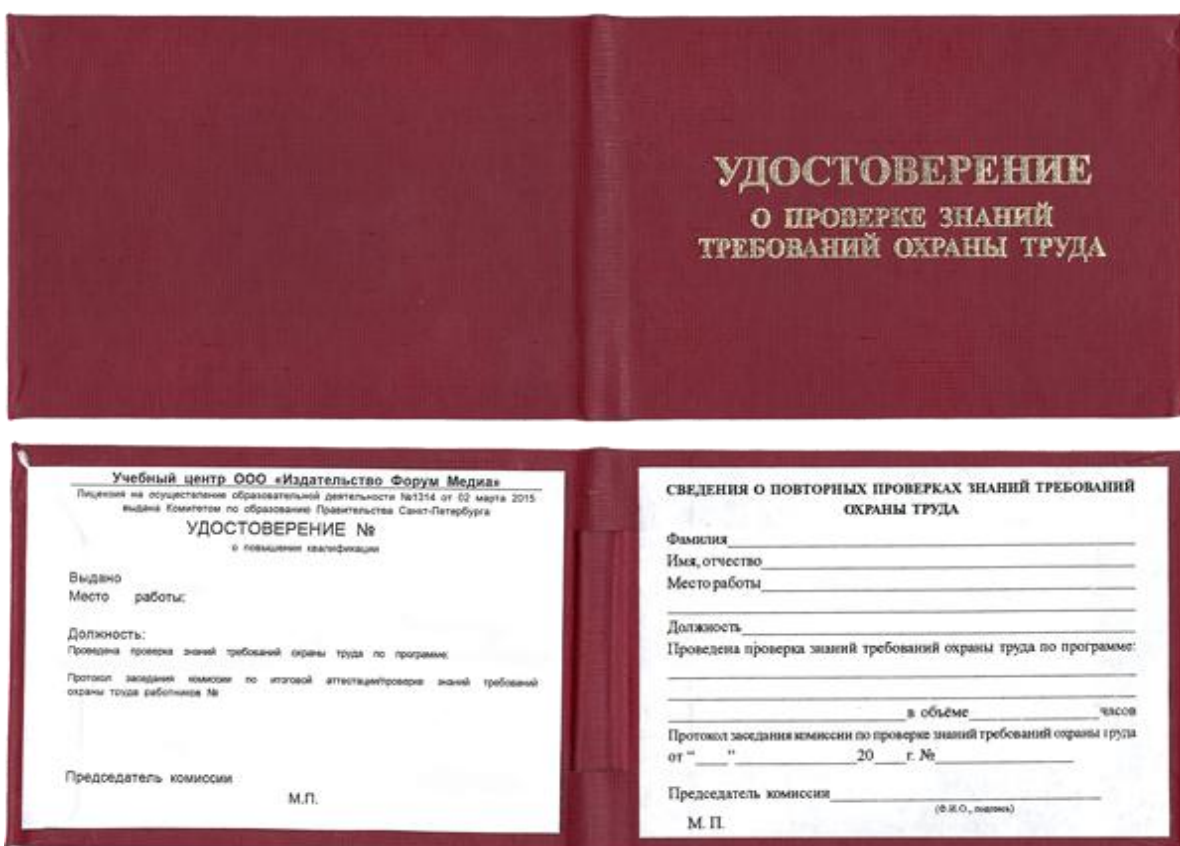 УДОСТОВЕРЕНИЕ
О ПРОВЕРКЕ ЗНАНИЙ
ТРЕБОВАНИЙ ОХРАНЫ ТРУДА
Учебный центр ООО «Издательство Форум Медиа»
Лицензия на осуществление образовательной деятельности №1314 от 02 марта 2015
выдана Комитетом по образованию Правительства Санкт-Петербурга
УДОСТОВЕРЕНИЕ №
о повышении квалификации
Выдано
Место работы:
Должность:
Проведена проверка знаний требований охраны труда по программе:
Протокол заседания комиссии по итоговой аттестации/проверке знаний требований
охраны труда работников №
Председатель комиссии
М.П.
СВЕДЕНИЯ О ПОВТОРНЫХ ПРОВЕРКАХ ЗНАНИЙ ТРЕБОВАНИЙ
ОХРАНЫ ТРУДА
Фамилия
Имя, отчество
Место работы
Должность
Проведена проверка знаний требований охраны труда по программе:
в объёме часов
Протокол заседания комиссии по проверке знаний требований охраны труда
от "____"____________20____г. №
Председатель комиссии
(Ф.И.О., подпись)
М. П.